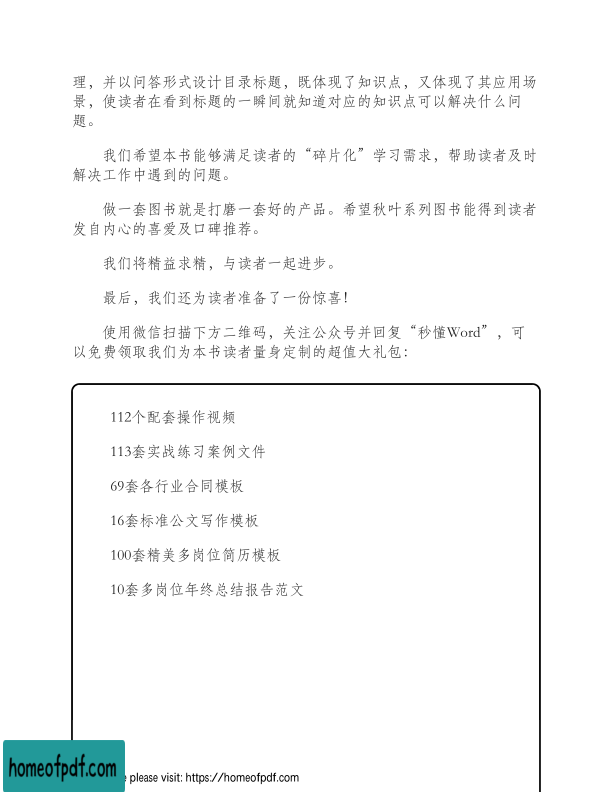 理，并以问答形式设计目录标题，既体现了知识点，又体现了其应用场
景，使读者在看到标题的一瞬间就知道对应的知识点可以解决什么问
题。
我们希望本书能够满足读者的“碎片化”学习需求，帮助读者及时
解决工作中遇到的问题。
做一套图书就是打磨一套好的产品。希望秋叶系列图书能得到读者
发自内心的喜爱及口碑推荐。
我们将精益求精，与读者一起进步。
最后，我们还为读者准备了一份惊喜！
使用微信扫描下方二维码，关注公众号并回复“秒懂Word”，可
以免费领取我们为本书读者量身定制的超值大礼包：
112个配套操作视频
113套实战练习案例文件
69套各行业合同模板
16套标准公文写作模板
100套精美多岗位简历模板
10套多岗位年终总结报告范文
homeofpdf.com
please visit: https://homeofpdf.com